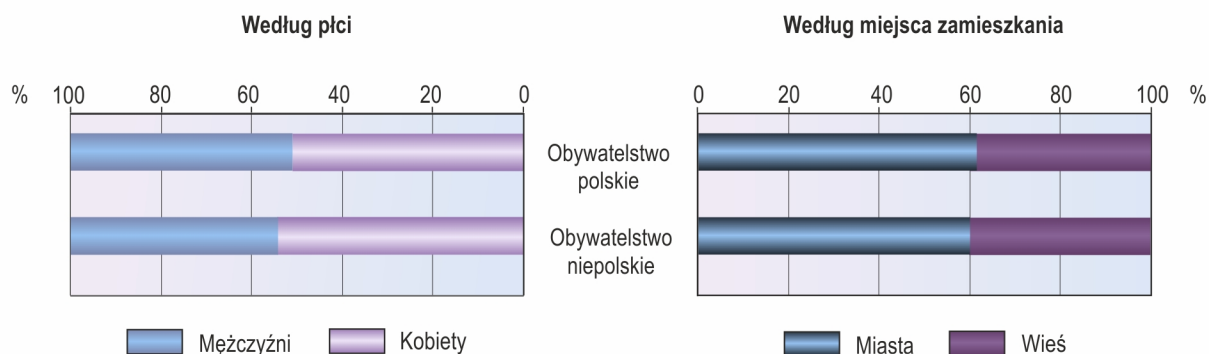 Według płci
Według miejsca zamieszkania
% 100 80 60 40 20 0
0 20 40 60 80 100 %
Obywatelstwo
polskie
Obywatelstwo
niepolskie
Mężczyźni Kobiety
Miasta Wieś